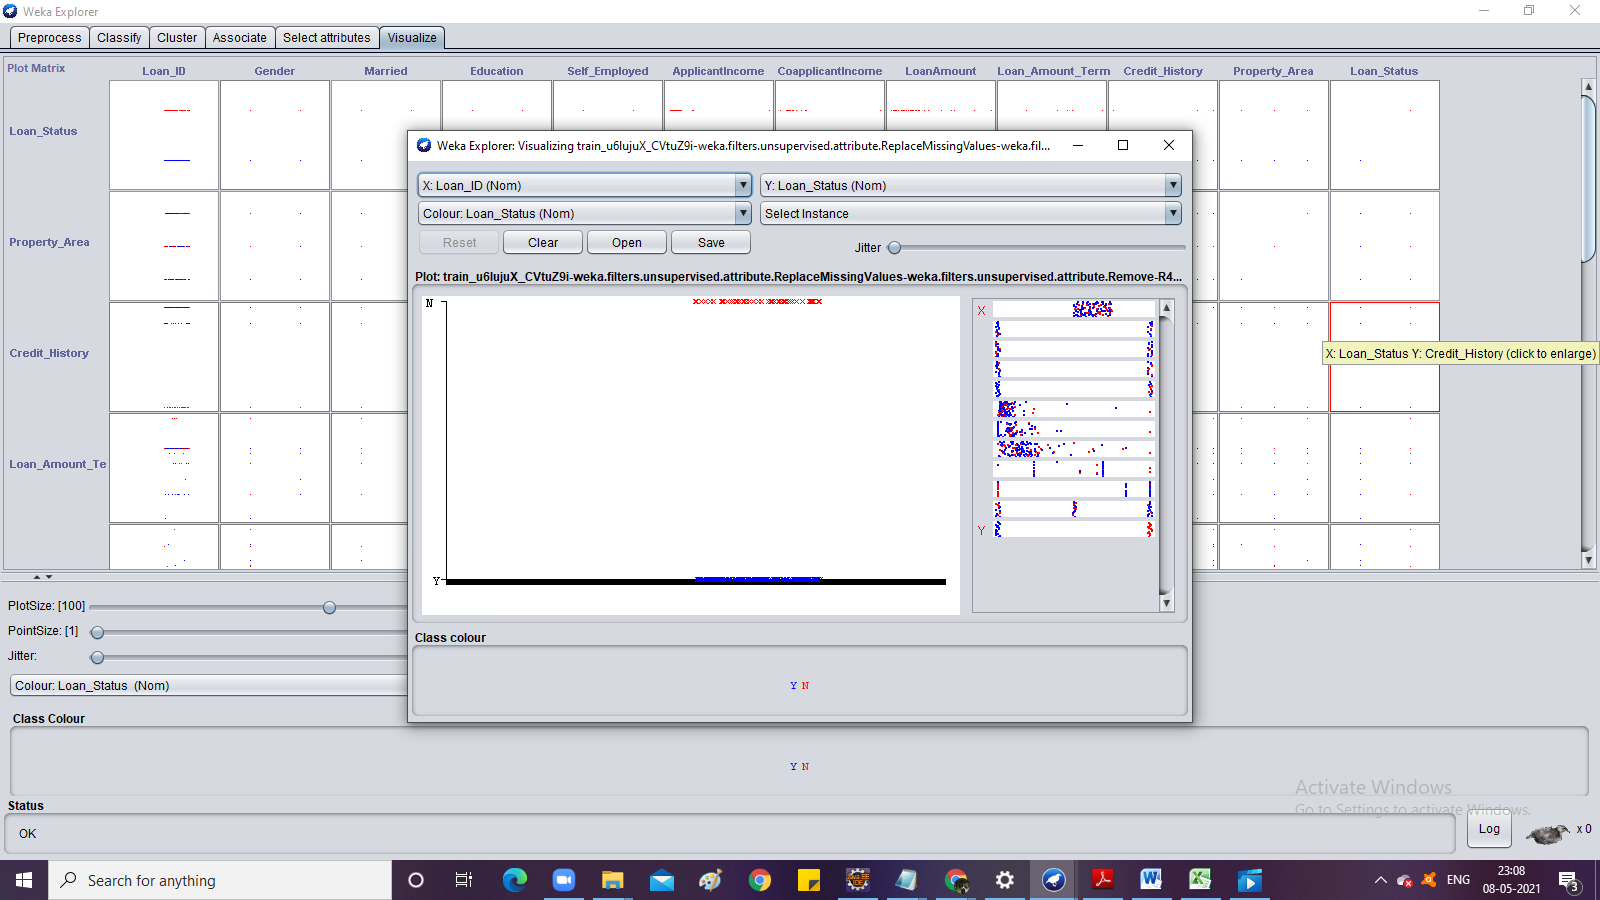 Weka Explorer
Preprocess Classify Cluster Associate Select attributes Visualize
Plot Matrix Loan_ID Gender Married Education Self_Employed ApplicantIncome CoapplicantIncome LoanAmount Loan_Amount_Term Credit_History Property_Area Loan_Status
Loan_Status
Property_Area
Credit_History
Loan_Amount_Te
X: Loan_Status Y: Credit_History (click to enlarge)
Weka Explorer: Visualizing train_u6lujuX_CVtuZ9i-weka.filters.unsupervised.attribute.ReplaceMissingValues-weka.fil...
X: Loan_ID (Nom) Y: Loan_Status (Nom)
Colour: Loan_Status (Nom) Select Instance
Reset Clear Open Save Jitter
Plot: train_u6lujuX_CVtuZ9i-weka.filters.unsupervised.attribute.ReplaceMissingValues-weka.filters.unsupervised.attribute.Remove-R4...
N
Y
X
Y
Class colour
Y N
PlotSize: [100]
PointSize: [1]
Jitter:
Colour: Loan_Status (Nom)
Class Colour
Y N
Status
OK
Log
x 0
Activate Windows
Go to Settings to activate Windows.
Search for anything
ENG
23:08
08-05-2021
3